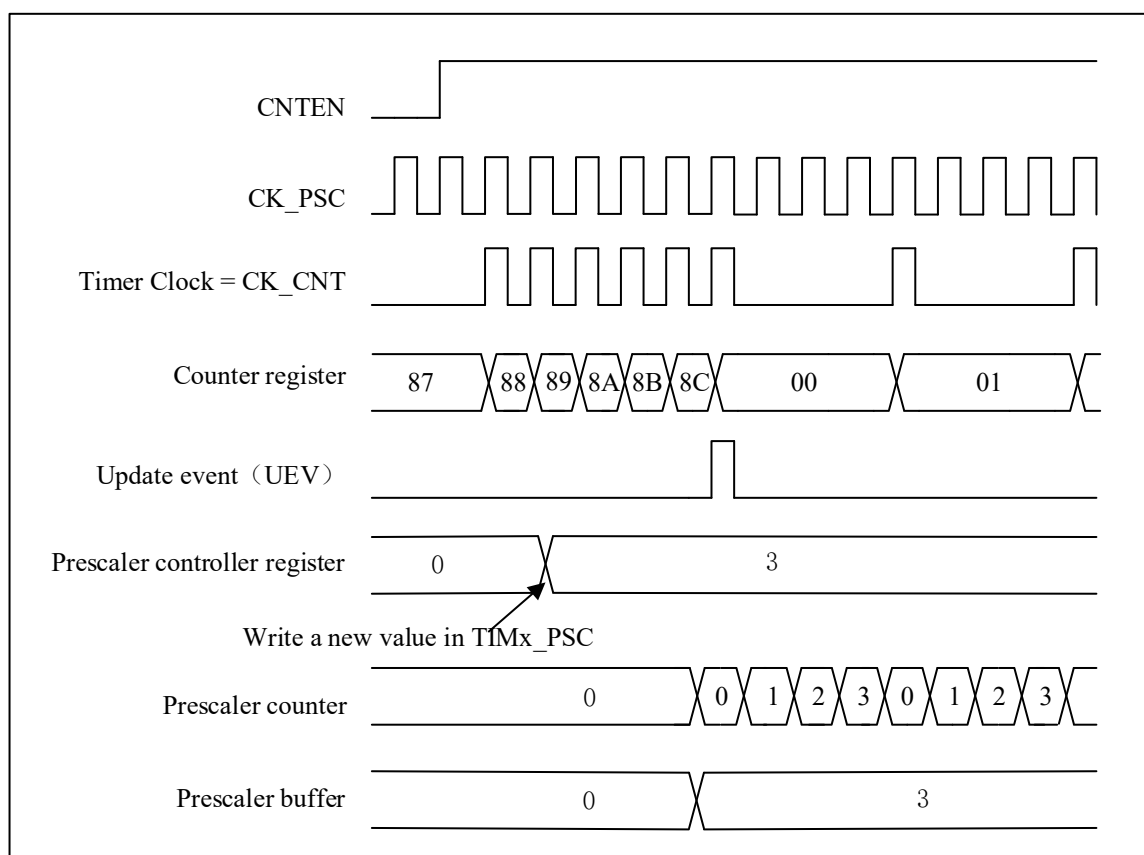 CNTEN
CK_PSC
Timer Clock = CK_CNT
Counter register
87 88 89 8A 8B 8C 00 01
Update event（UEV）
Prescaler controller register
0 3
Write a new value in TIMx_PSC
Prescaler counter
0 0 1 2 3 0 1 2 3
Prescaler buffer
0 3